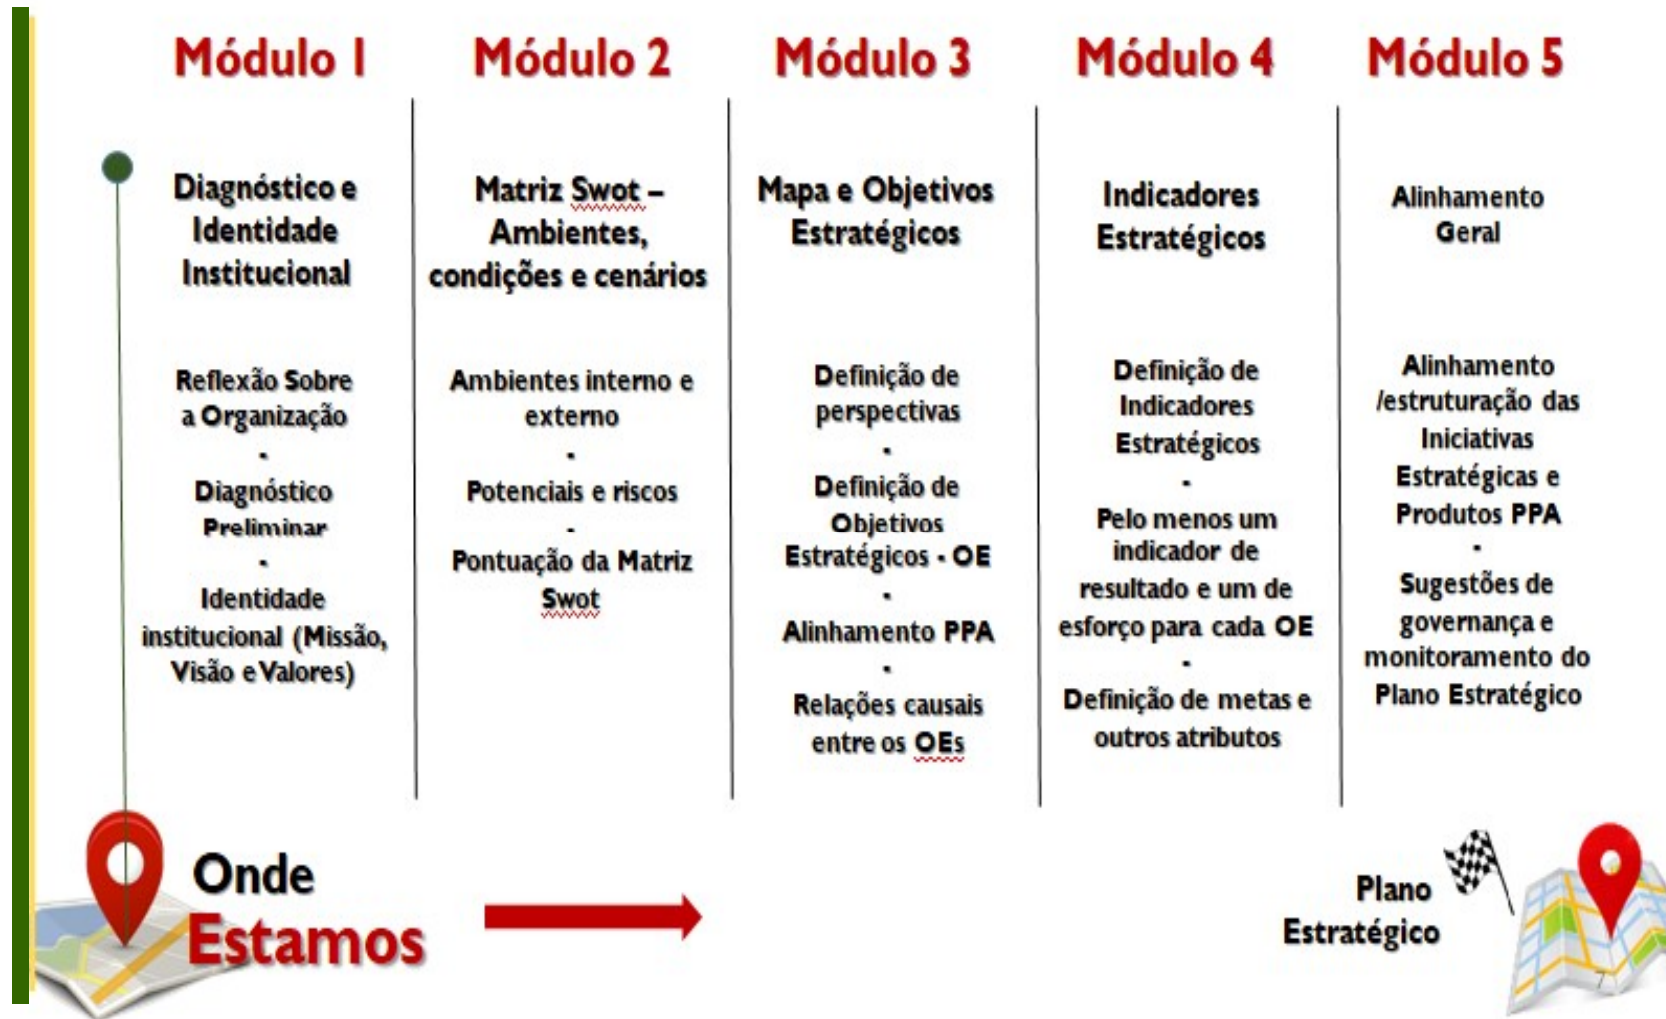 Módulo 1
Diagnóstico e
Identidade
Institucional
Reflexão Sobre
a Organização
-
Diagnóstico
Preliminar
-
Identidade
institucional (Missão,
Visão e Valores)
Módulo 2
Matriz Swot –
Ambientes,
condições e cenários
Ambientes interno e
externo
-
Potenciais e riscos
-
Pontuação da Matriz
Swot
Módulo 3
Mapa e Objetivos
Estratégicos
Definição de
perspectivas
-
Definição de
Objetivos
Estratégicos - OE
-
Alinhamento PPA
-
Relações causais
entre os OEs
Módulo 4
Indicadores
Estratégicos
Definição de
Indicadores
Estratégicos
-
Pelo menos um
indicador de
resultado e um de
esforço para cada OE
-
Definição de metas e
outros atributos
Módulo 5
Alinhamento
Geral
Alinhamento
/estruturação das
Iniciativas
Estratégicas e
Produtos PPA
-
Sugestões de
governança e
monitoramento do
Plano Estratégico
Onde
Estamos
Plano
Estratégico
7